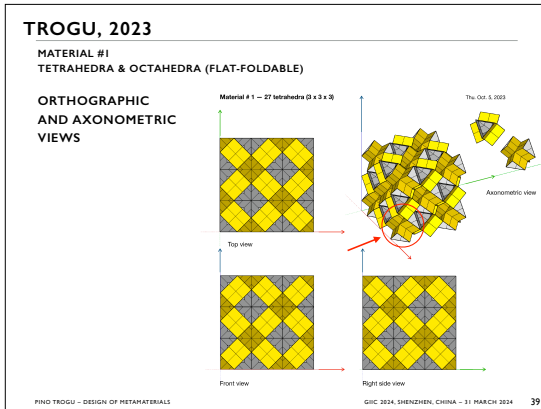 TROGU, 2023
MATERIAL #1
TETRAHEDRA & OCTAHEDRA (FLAT-FOLDABLE)
ORTHOGRAPHIC
AND AXONOMETRIC
VIEWS
Material # 1 — 27 tetrahedra (3 x 3 x 3)
Thu. Oct. 5, 2023
Axonometric view
Top view
Front view
Right side view
PINO TROGU – DESIGN OF METAMATERIALS
GIIC 2024, SHENZHEN, CHINA – 31 MARCH 2024
39